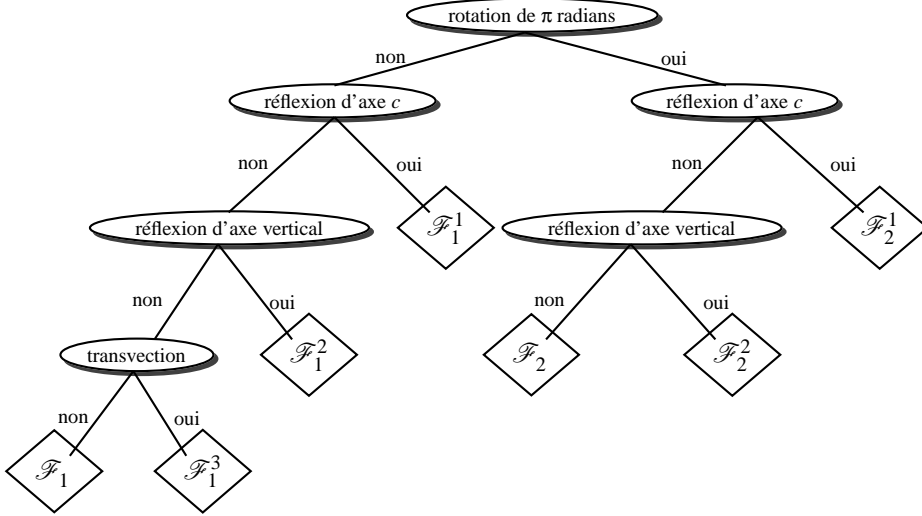 rotation de π radians
non
oui
réflexion d'axe c
réflexion d'axe c
non
oui
non
oui
réflexion d'axe vertical
ℱ₁¹
réflexion d'axe vertical
ℱ₂¹
non
oui
non
oui
transvection
ℱ₁²
ℱ₂
ℱ₂²
non
oui
ℱ₁
ℱ₁³